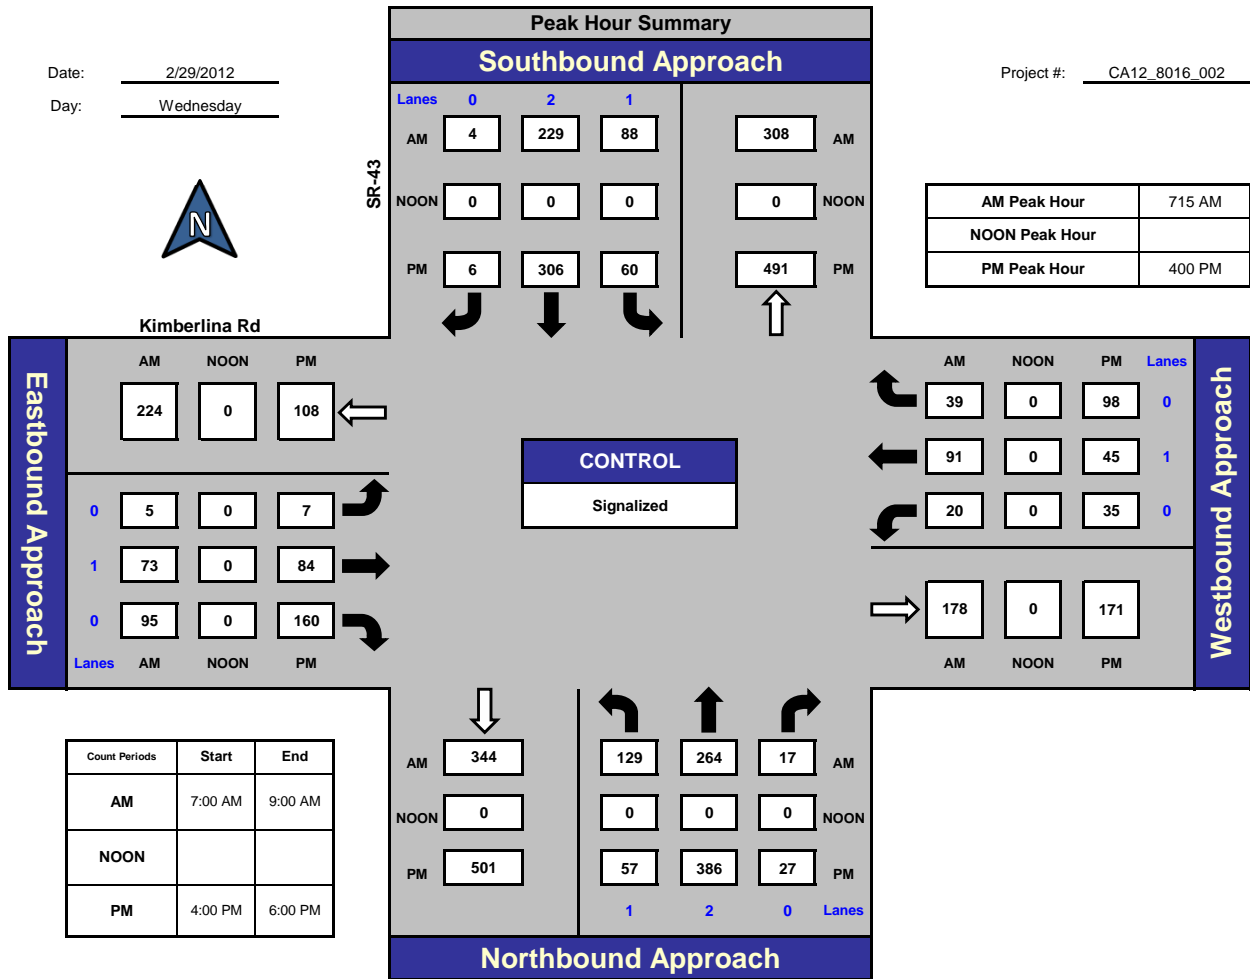 Peak Hour Summary
Southbound Approach
Date: 2/29/2012
Project #: CA12_8016_002
Day: Wednesday
Lanes 0 2 1
AM 4 229 88 308 AM
SR-43
N
NOON 0 0 0 0 NOON
AM Peak Hour 715 AM
NOON Peak Hour
PM Peak Hour 400 PM
PM 6 306 60 491 PM
Kimberlina Rd
Eastbound Approach
AM NOON PM
224 0 108
0 5 0 7
1 73 0 84
0 95 0 160
Lanes AM NOON PM
CONTROL
Signalized
AM NOON PM Lanes
39 0 98 0
91 0 45 1
20 0 35 0
178 0 171
AM NOON PM
Westbound Approach
Count Periods Start End
AM 7:00 AM 9:00 AM
NOON
PM 4:00 PM 6:00 PM
AM 344 129 264 17 AM
NOON 0 0 0 0 NOON
PM 501 57 386 27 PM
1 2 0 Lanes
Northbound Approach